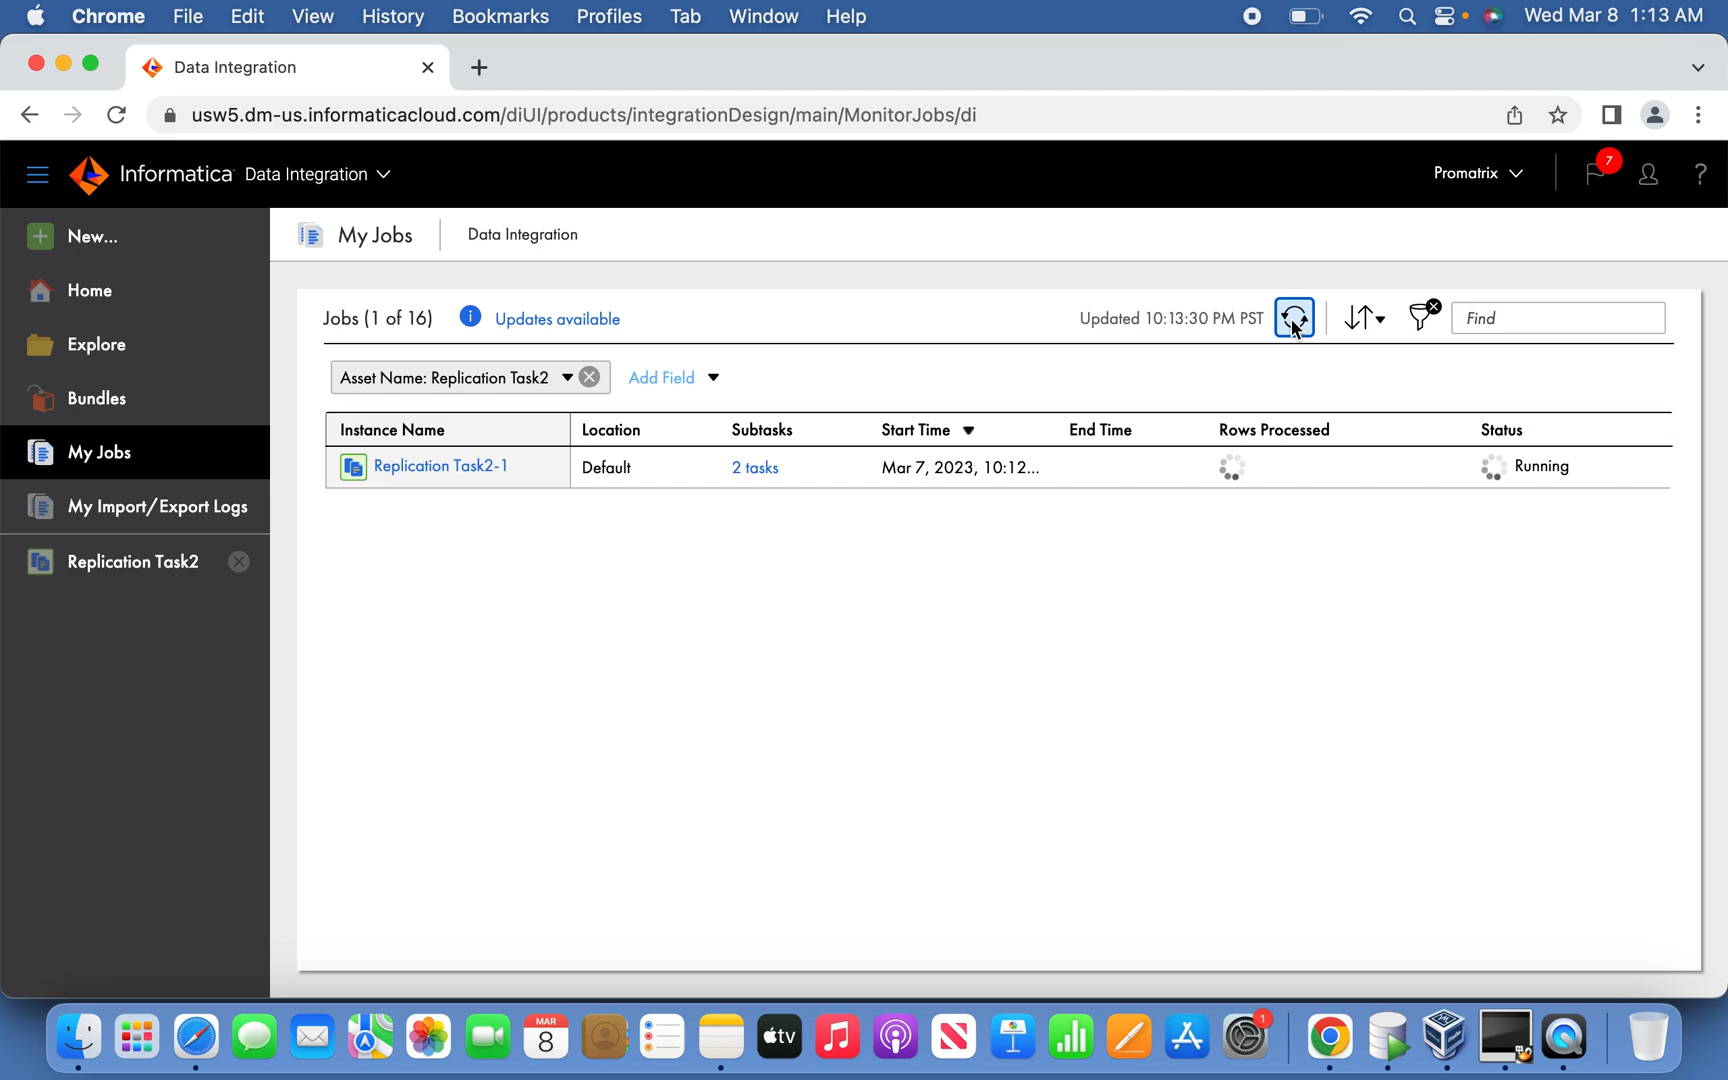 Chrome File Edit View History Bookmarks Profiles Tab Window Help Wed Mar 8 1:13 AM
Data Integration
usw5.dm-us.informaticacloud.com/diUI/products/integrationDesign/main/MonitorJobs/di
Informatica Data Integration Promatrix 7 ?
New... My Jobs Data Integration
Home
Jobs (1 of 16) i Updates available Updated 10:13:30 PM PST Find
Explore
Asset Name: Replication Task2 Add Field
Bundles
Instance Name Location Subtasks Start Time End Time Rows Processed Status
My Jobs
Replication Task2-1 Default 2 tasks Mar 7, 2023, 10:12... Running
My Import/Export Logs
Replication Task2
MAR
8
tv
1